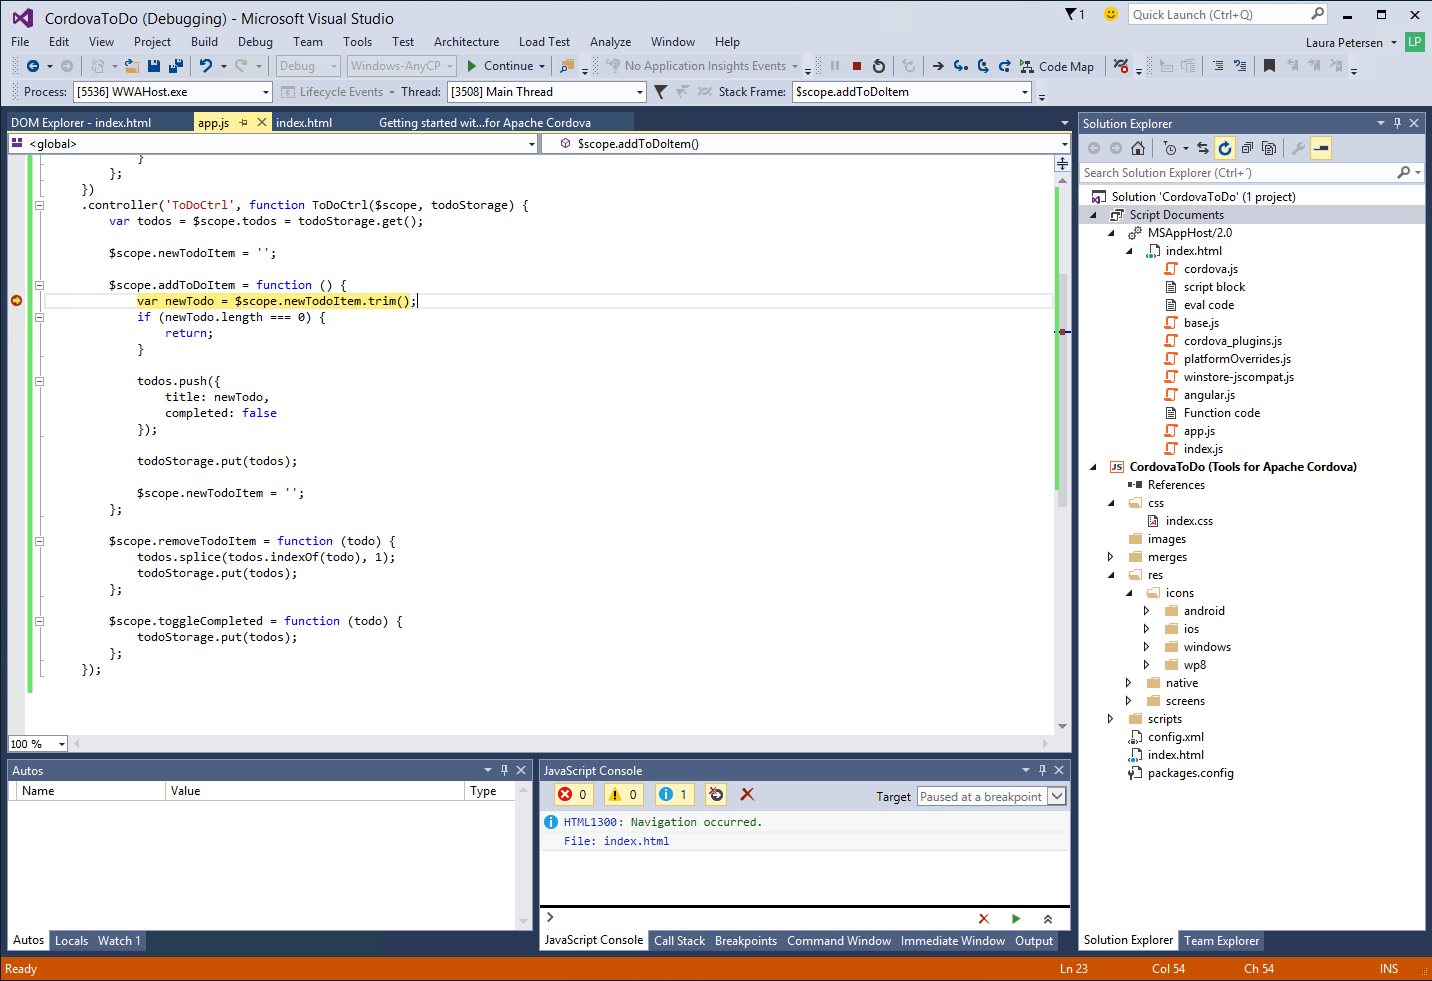 CordovaToDo (Debugging) - Microsoft Visual Studio
1
Quick Launch (Ctrl+Q)
File Edit View Project Build Debug Team Tools Test Architecture Load Test Analyze Window Help
Laura Petersen LP
Debug Windows-AnyCP Continue No Application Insights Events Code Map
Process: [5536] WWAHost.exe Lifecycle Events Thread: [3508] Main Thread Stack Frame: $scope.addToDoItem
DOM Explorer - index.html app.js index.html Getting started wit...for Apache Cordova
<global> $scope.addToDoItem()
}
};
})
.controller('ToDoCtrl', function ToDoCtrl($scope, todoStorage) {
var todos = $scope.todos = todoStorage.get();
$scope.newTodoItem = '';
$scope.addToDoItem = function () {
var newTodo = $scope.newTodoItem.trim();
if (newTodo.length === 0) {
return;
}
todos.push({
title: newTodo,
completed: false
});
todoStorage.put(todos);
$scope.newTodoItem = '';
};
$scope.removeTodoItem = function (todo) {
todos.splice(todos.indexOf(todo), 1);
todoStorage.put(todos);
};
$scope.toggleCompleted = function (todo) {
todoStorage.put(todos);
};
});
100 %
Autos
Name Value Type
Autos Locals Watch 1
JavaScript Console
0 0 1 Target Paused at a breakpoint
HTML1300: Navigation occurred.
File: index.html
JavaScript Console Call Stack Breakpoints Command Window Immediate Window Output
Solution Explorer
Search Solution Explorer (Ctrl+´)
Solution 'CordovaToDo' (1 project)
Script Documents
MSAppHost/2.0
index.html
cordova.js
script block
eval code
base.js
cordova_plugins.js
platformOverrides.js
winstore-jscompat.js
angular.js
Function code
app.js
index.js
JS CordovaToDo (Tools for Apache Cordova)
References
css
index.css
images
merges
res
icons
android
ios
windows
wp8
native
screens
scripts
config.xml
index.html
packages.config
Solution Explorer Team Explorer
Ready Ln 23 Col 54 Ch 54 INS